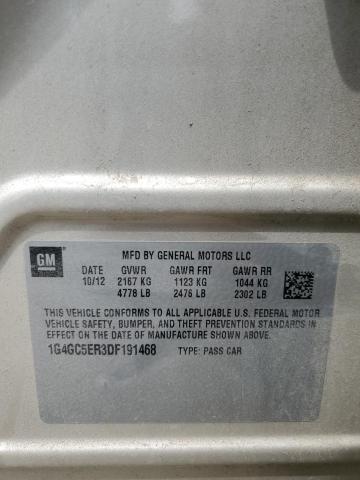 GM
MFD BY GENERAL MOTORS LLC
DATE GVWR GAWR FRT GAWR RR
10/12 2167 KG 1123 KG 1044 KG
4778 LB 2476 LB 2302 LB
THIS VEHICLE CONFORMS TO ALL APPLICABLE U.S. FEDERAL MOTOR
VEHICLE SAFETY, BUMPER, AND THEFT PREVENTION STANDARDS
IN EFFECT ON THE DATE OF MANUFACTURE SHOWN ABOVE.
1G4GC5ER3DF191468 TYPE: PASS CAR